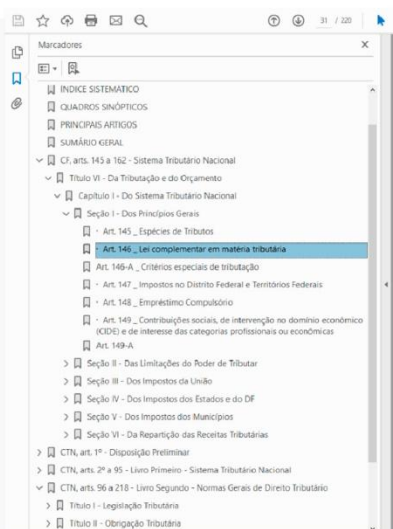 31 / 220
Marcadores X
INDICE SISTEMATICO
QUADROS SINÓPTICOS
PRINCIPAIS ARTIGOS
SUMÁRIO GERAL
CF, arts. 145 a 162 - Sistema Tributário Nacional
Título VI - Da Tributação e do Orçamento
Capítulo I - Do Sistema Tributário Nacional
Seção I - Dos Princípios Gerais
· Art. 145 _ Espécies de Tributos
· Art. 146 _ Lei complementar em matéria tributária
Art. 146-A _ Critérios especiais de tributação
· Art. 147 _ Impostos no Distrito Federal e Territórios Federais
· Art. 148 _ Empréstimo Compulsório
· Art. 149 _ Contribuições sociais, de intervenção no domínio econômico
(CIDE) e de interesse das categorias profissionais ou econômicas
Art. 149-A
Seção II - Das Limitações do Poder de Tributar
Seção III - Dos Impostos da União
Seção IV - Dos Impostos dos Estados e do DF
Seção V - Dos Impostos dos Municípios
Seção VI - Da Repartição das Receitas Tributárias
CTN, art. 1º - Disposição Preliminar
CTN, arts. 2º a 95 - Livro Primeiro - Sistema Tributário Nacional
CTN, arts. 96 a 218 - Livro Segundo - Normas Gerais de Direito Tributário
Título I - Legislação Tributária
Título II - Obrigação Tributária